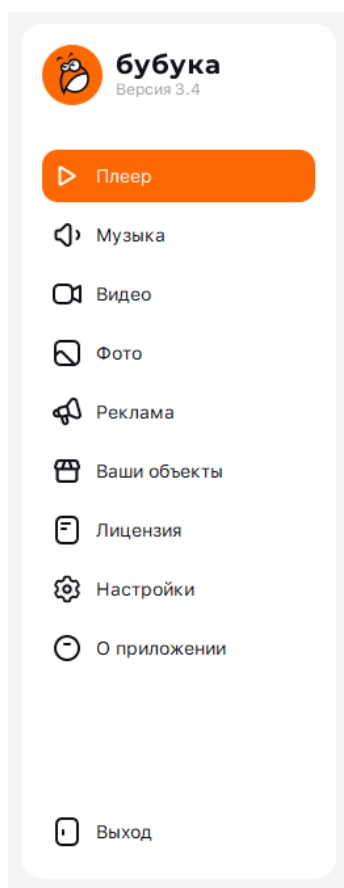 бубука
Версия 3.4
Плеер
Музыка
Видео
Фото
Реклама
Ваши объекты
Лицензия
Настройки
О приложении
Выход